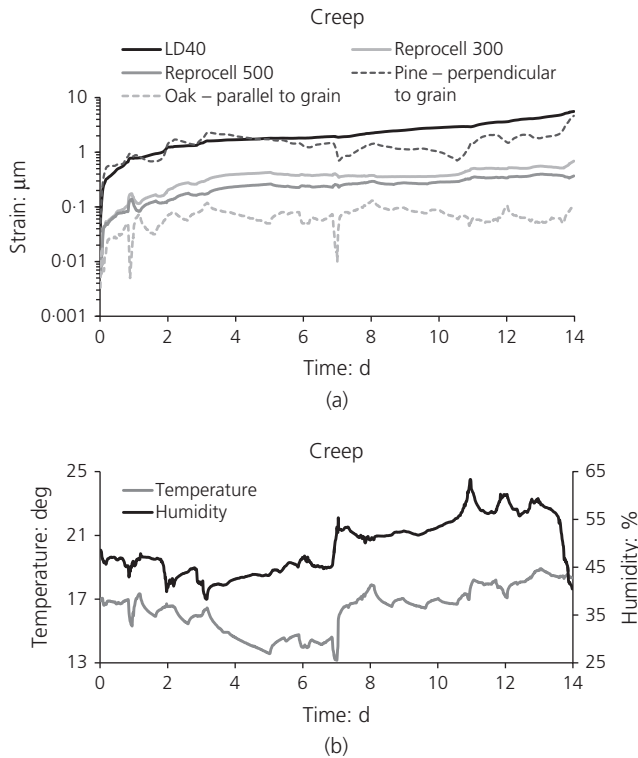 Creep
LD40
Reprocell 300
Reprocell 500
Pine – perpendicular
to grain
Oak – parallel to grain
10
1
0·1
0·01
0·001
Strain: μm
0 2 4 6 8 10 12 14
Time: d
(a)
Creep
Temperature
Humidity
25
21
17
13
Temperature: deg
65
55
45
35
25
Humidity: %
0 2 4 6 8 10 12 14
Time: d
(b)